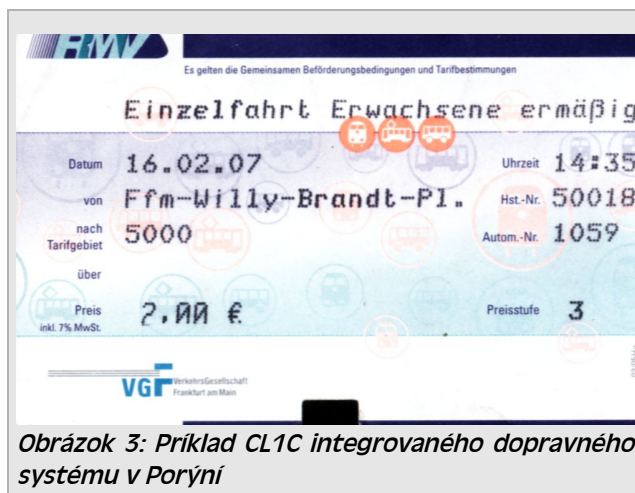 RMV
Es gelten die Gemeinsamen Beförderungsbedingungen und Tarifbestimmungen
Einzelfahrt Erwachsene ermäßig
Datum 16.02.07 Uhrzeit 14:35
von Ffm-Willy-Brandt-Pl. Hst.-Nr. 50018
nach
Tarifgebiet 5000 Autom.-Nr. 1059
über
Preis
inkl. 7% MwSt. 2,00 € Preisstufe 3
VGF VerkehrsGesellschaft
Frankfurt am Main
Obrázok 3: Príklad CL1C integrovaného dopravného
systému v Porýní